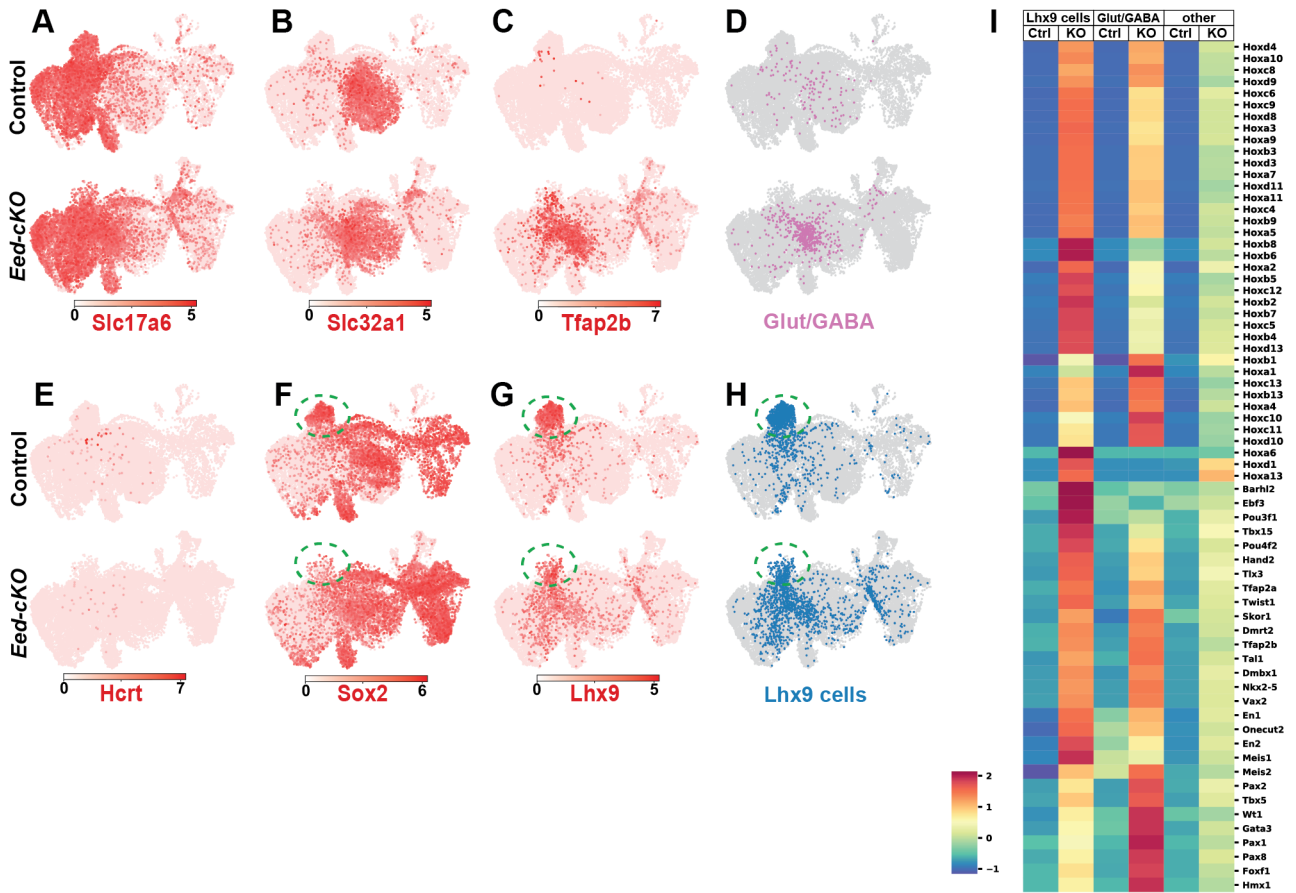 A
B
C
D
I
Control
Eed-cKO
0 5
Slc17a6
0 5
Slc32a1
0 7
Tfap2b
Glut/GABA
E
F
G
H
Control
Eed-cKO
0 7
Hcrt
0 6
Sox2
0 5
Lhx9
Lhx9 cells
Lhx9 cells Glut/GABA other
Ctrl KO Ctrl KO Ctrl KO
Hoxd4
Hoxa10
Hoxc8
Hoxd9
Hoxc6
Hoxc9
Hoxd8
Hoxa3
Hoxa9
Hoxb3
Hoxd3
Hoxa7
Hoxd11
Hoxa11
Hoxc4
Hoxb9
Hoxa5
Hoxb8
Hoxb6
Hoxa2
Hoxb5
Hoxc12
Hoxb2
Hoxb7
Hoxc5
Hoxb4
Hoxd13
Hoxb1
Hoxa1
Hoxc13
Hoxb13
Hoxa4
Hoxc10
Hoxc11
Hoxd10
Hoxa6
Hoxd1
Hoxa13
Barhl2
Ebf3
Pou3f1
Tbx15
Pou4f2
Hand2
Tlx3
Tfap2a
Twist1
Skor1
Dmrt2
Tfap2b
Tal1
Dmbx1
Nkx2-5
Vax2
En1
Onecut2
En2
Meis1
Meis2
Pax2
Tbx5
Wt1
Gata3
Pax1
Pax8
Foxf1
Hmx1
2
1
0
−1